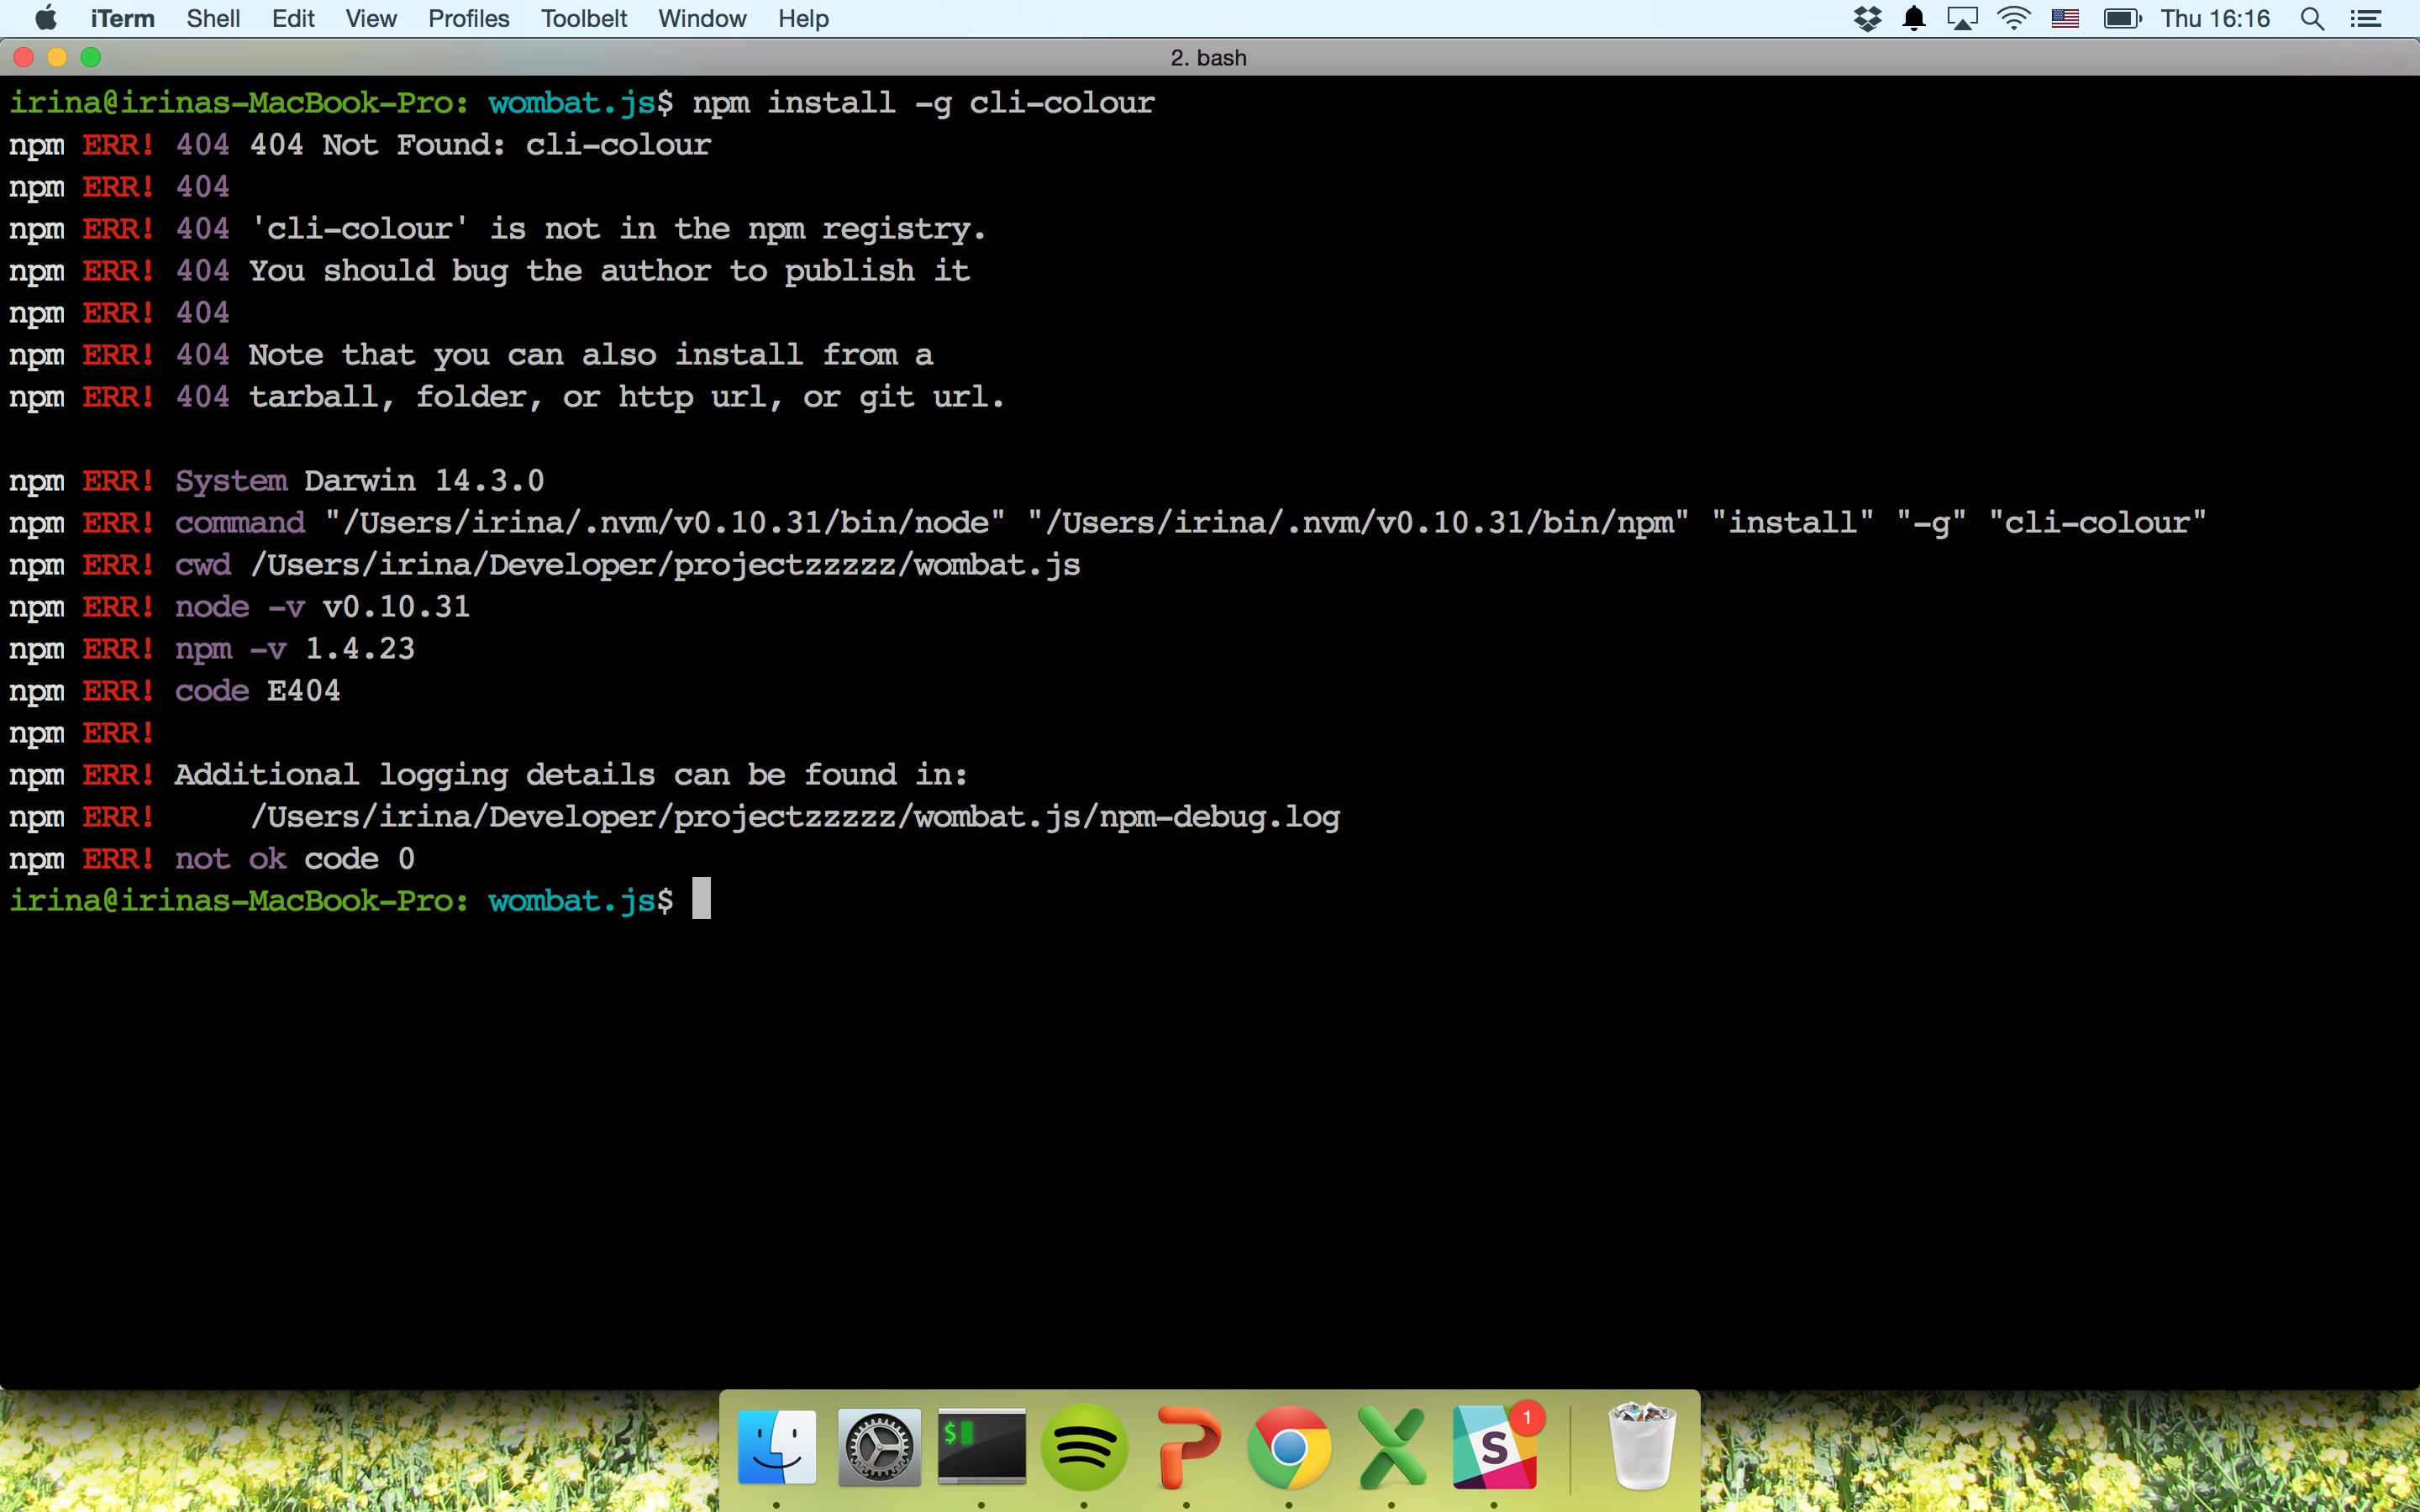 iTerm Shell Edit View Profiles Toolbelt Window Help Thu 16:16
2. bash
irina@irinas-MacBook-Pro: wombat.js$ npm install -g cli-colour
npm ERR! 404 404 Not Found: cli-colour
npm ERR! 404
npm ERR! 404 'cli-colour' is not in the npm registry.
npm ERR! 404 You should bug the author to publish it
npm ERR! 404
npm ERR! 404 Note that you can also install from a
npm ERR! 404 tarball, folder, or http url, or git url.
npm ERR! System Darwin 14.3.0
npm ERR! command "/Users/irina/.nvm/v0.10.31/bin/node" "/Users/irina/.nvm/v0.10.31/bin/npm" "install" "-g" "cli-colour"
npm ERR! cwd /Users/irina/Developer/projectzzzzz/wombat.js
npm ERR! node -v v0.10.31
npm ERR! npm -v 1.4.23
npm ERR! code E404
npm ERR!
npm ERR! Additional logging details can be found in:
npm ERR!     /Users/irina/Developer/projectzzzzz/wombat.js/npm-debug.log
npm ERR! not ok code 0
irina@irinas-MacBook-Pro: wombat.js$
$
S
1